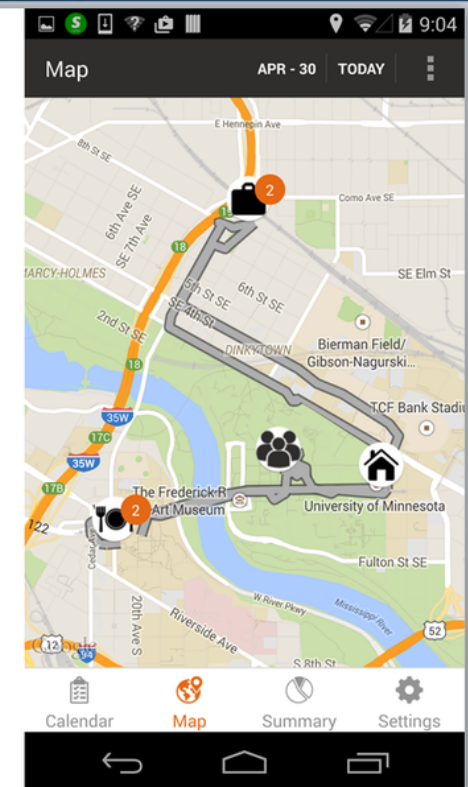 9:04
Map
APR - 30
TODAY
E Hennepin Ave
8th St SE
2
Como Ave SE
6th Ave SE
SE 7th Ave
18
MARCY-HOLMES
SE Elm St
5th St SE
6th St SE
SE 4th St
2nd St SE
DINKYTOWN
Bierman Field/
Gibson-Nagurski...
18
35W
TCF Bank Stadiu
17C
35W
17B
2
The Frederick R
Art Museum
University of Minnesota
122
Cedar Ave
Fulton St SE
20th Ave S
W River Pkwy
Mississippi River
Riverside Ave
52
12
94
S 8th St
Calendar
Map
Summary
Settings